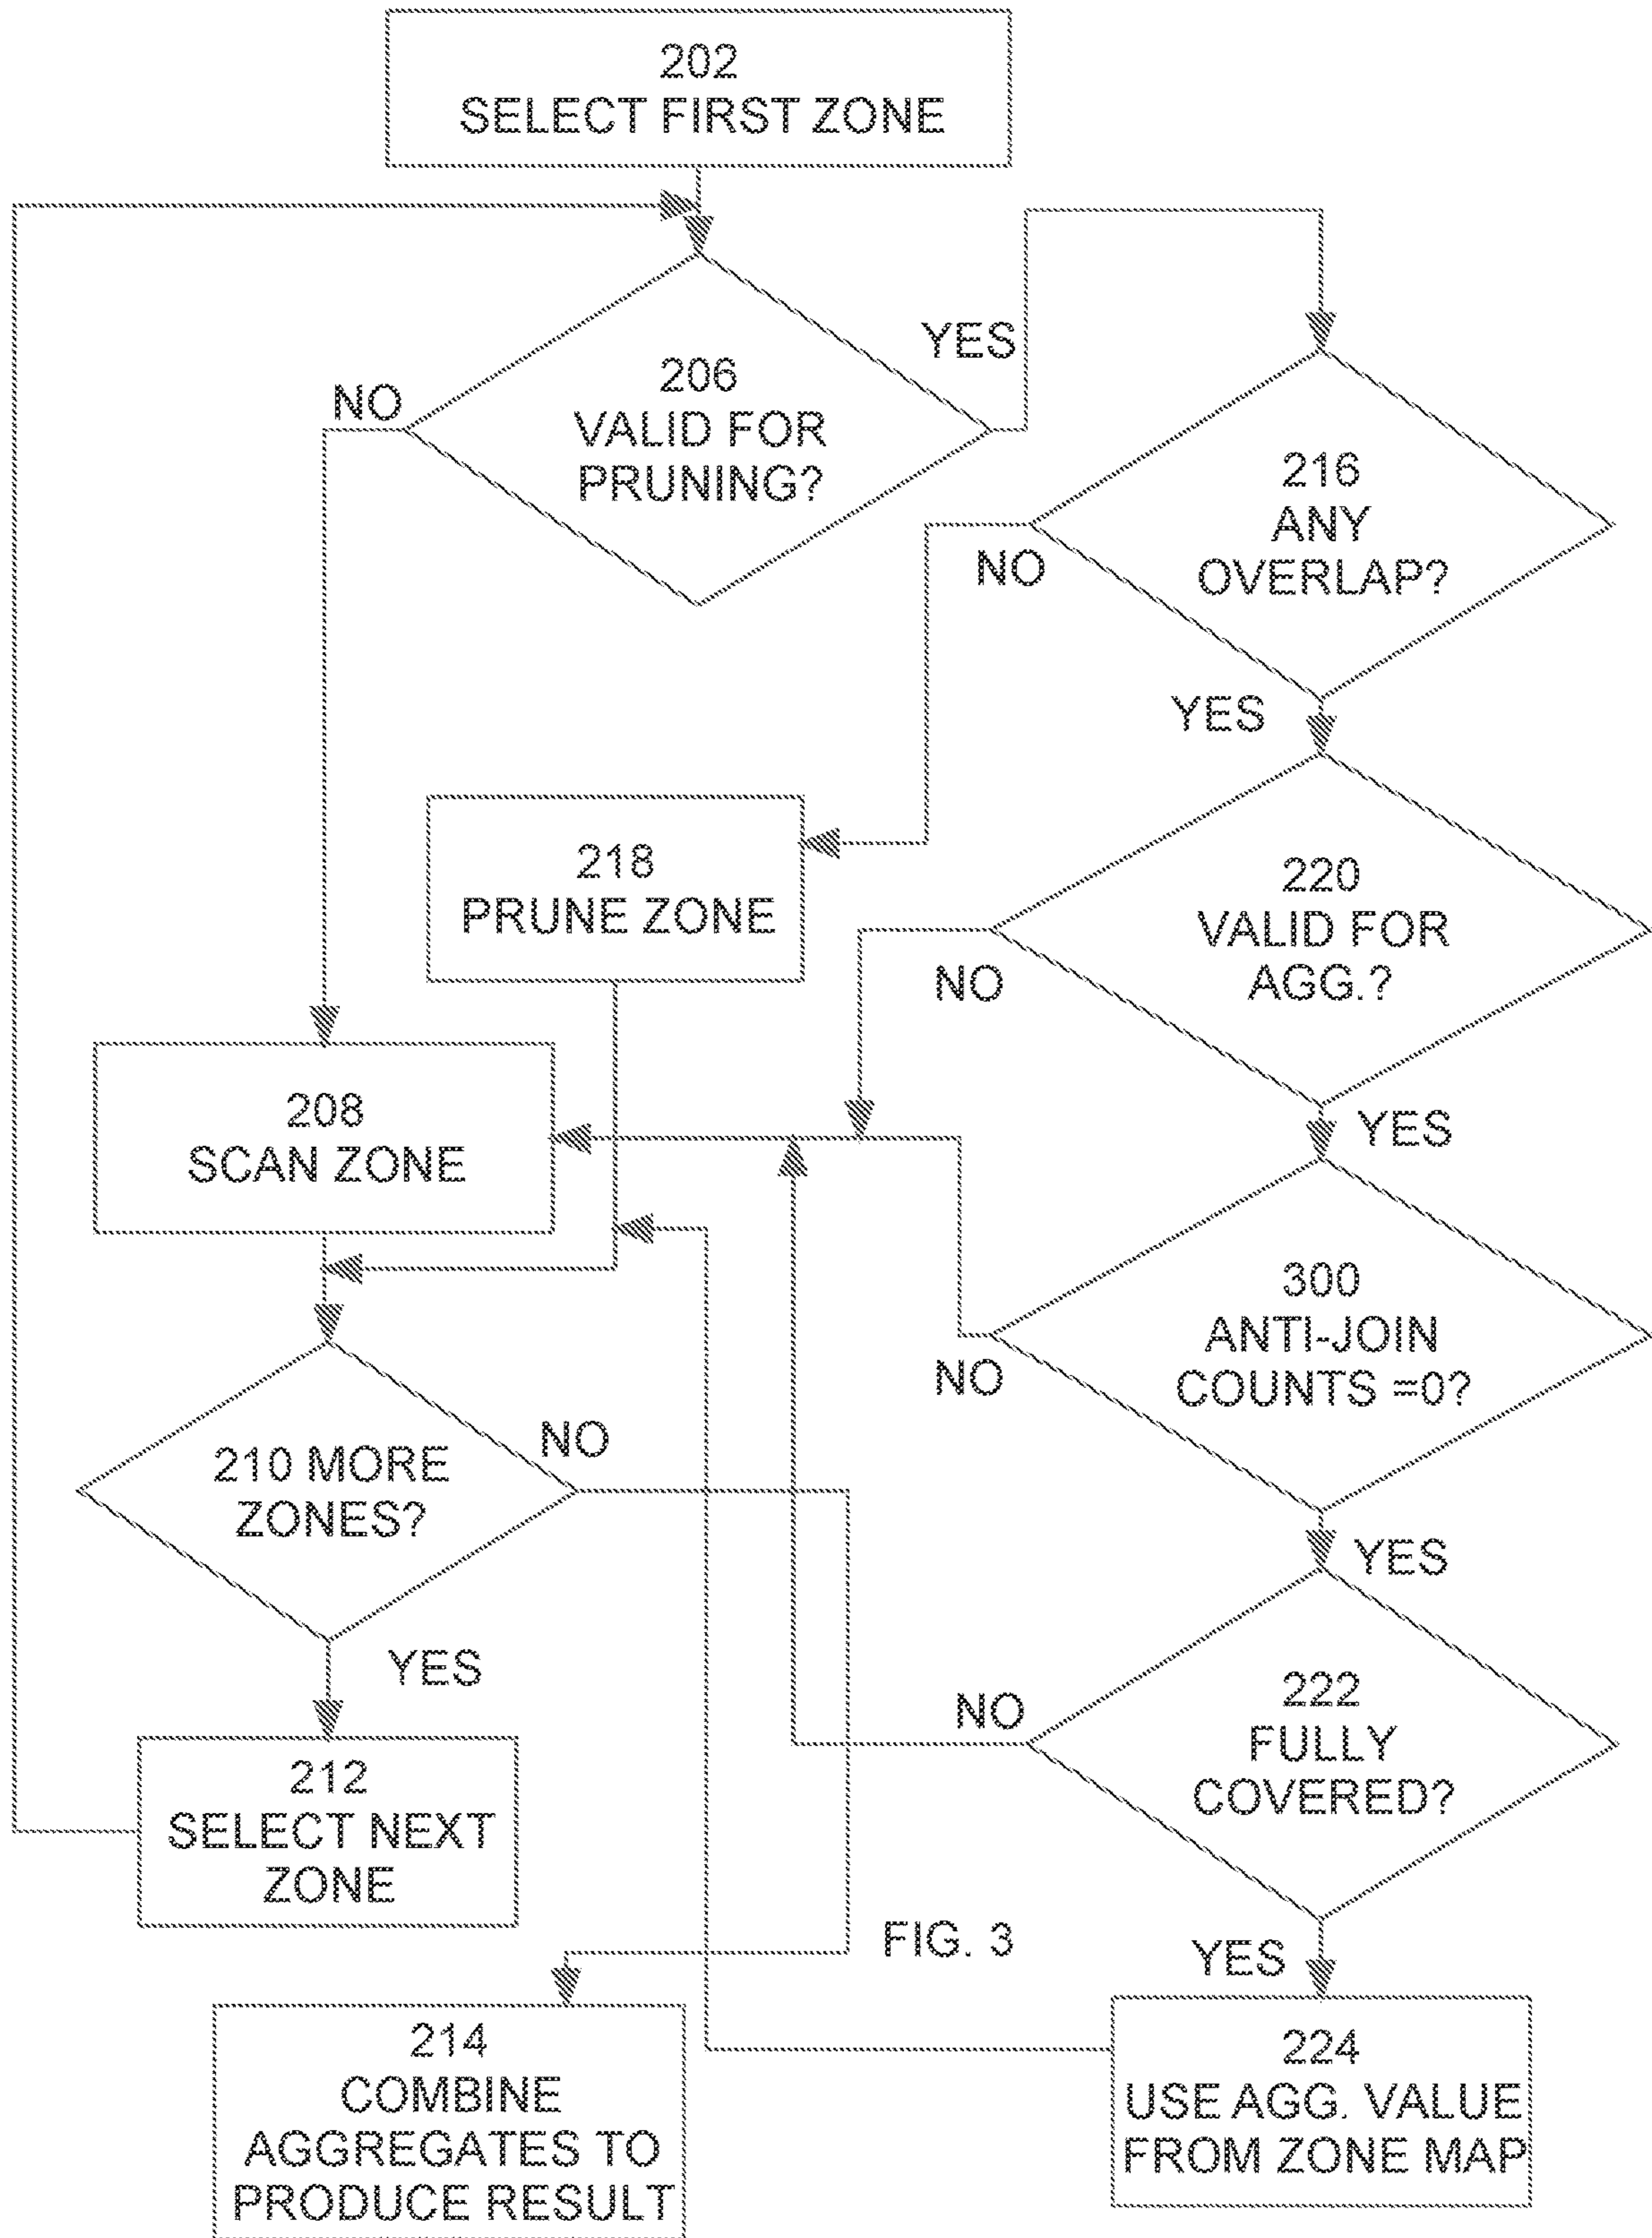 202
SELECT FIRST ZONE
YES
NO
206
VALID FOR
PRUNING?
216
ANY
OVERLAP?
NO
YES
218
PRUNE ZONE
220
VALID FOR
AGG.?
NO
YES
208
SCAN ZONE
300
ANTI-JOIN
COUNTS =0?
NO
YES
210 MORE
ZONES?
NO
YES
222
FULLY
COVERED?
NO
YES
212
SELECT NEXT
ZONE
FIG. 3
214
COMBINE
AGGREGATES TO
PRODUCE RESULT
224
USE AGG. VALUE
FROM ZONE MAP